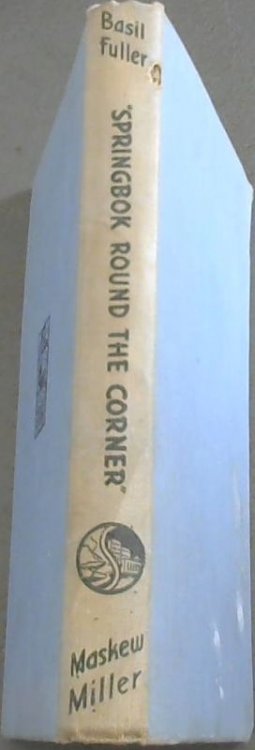 Basil
Fuller
"SPRINGBOK ROUND THE CORNER"
Maskew
Miller